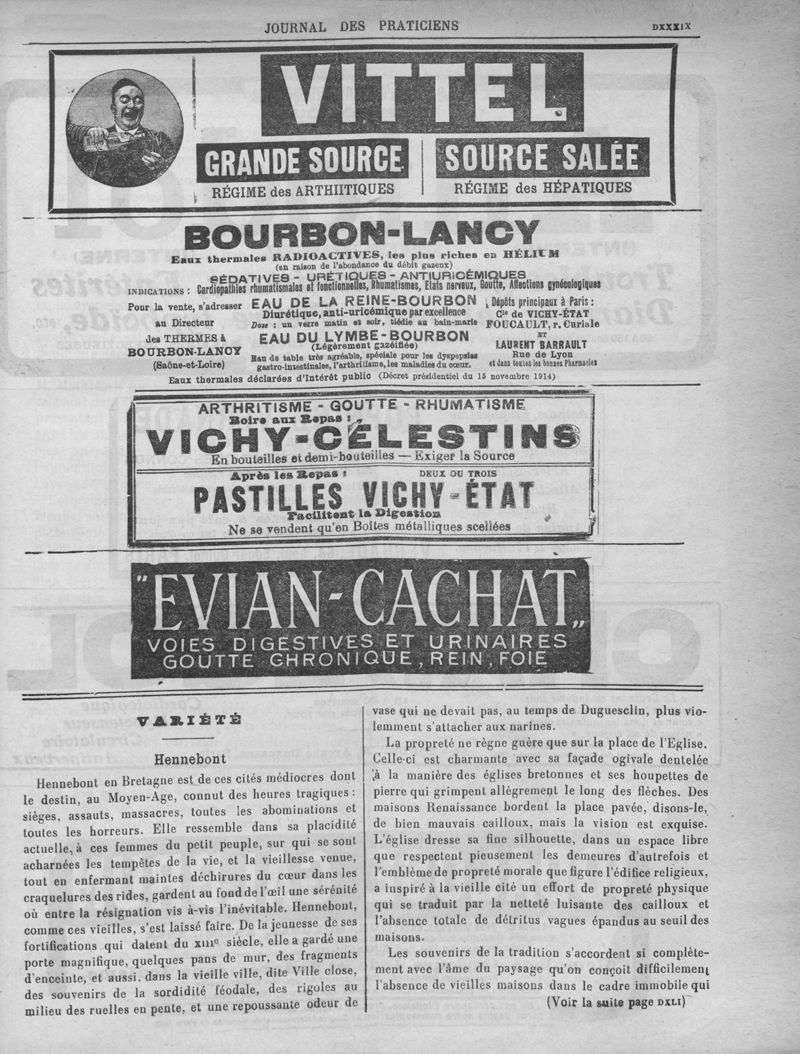 JOURNAL DES PRATICIENS
DXXXIX
VITTEL
GRANDE SOURCE
RÉGIME des ARTHIITIQUES
SOURCE SALÉE
RÉGIME des HÉPATIQUES
BOURBON-LANCY
Eaux thermales RADIOACTIVES, les plus riches en HÉLIUM
(en raison de l'abondance du débit gazeux)
SÉDATIVES - URÉTIQUES - ANTIURICÉMIQUES
INDICATIONS : Cardiopathies rhumatismales et fonctionnelles, Rhumatismes, Etats nerveux, Goutte, Affections gynécologiques
Pour la vente, s'adresser
au Directeur
des THERMES à
BOURBON-LANCY
(Saône-et-Loire)
EAU DE LA REINE-BOURBON
Diurétique, anti-uricémique par excellence
Dose : un verre matin et soir, tiédie au bain-marie
EAU DU LYMBE-BOURBON
(Légèrement gazéifiée)
Eau de table très agréable, spéciale pour les dyspepsies
gastro-intestinales, l'arthritisme, les maladies du cœur.
Dépôts principaux à Paris :
Cie de VICHY-ÉTAT
FOUCAULT, r. Curiale
ET
LAURENT BARRAULT
Rue de Lyon
et dans toutes les bonnes Pharmacies
Eaux thermales déclarées d'Intérêt public (Décret présidentiel du 15 novembre 1914)
ARTHRITISME - GOUTTE - RHUMATISME
Boire aux Repas :
VICHY-CÉLESTINS
En bouteilles et demi-bouteilles — Exiger la Source
Après les Repas : DEUX OU TROIS
PASTILLES VICHY-ÉTAT
Facilitent la Digestion
Ne se vendent qu'en Boîtes métalliques scellées
"EVIAN-CACHAT„
VOIES DIGESTIVES ET URINAIRES
GOUTTE CHRONIQUE, REIN, FOIE
VARIÉTÉ
Hennebont
Hennebont en Bretagne est de ces cités médiocres dont
le destin, au Moyen-Age, connut des heures tragiques :
sièges, assauts, massacres, toutes les abominations et
toutes les horreurs. Elle ressemble dans sa placidité
actuelle, à ces femmes du petit peuple, sur qui se sont
acharnées les tempêtes de la vie, et la vieillesse venue,
tout en enfermant maintes déchirures du cœur dans les
craquelures des rides, gardent au fond de l'œil une sérénité
où entre la résignation vis à-vis l'inévitable. Hennebont,
comme ces vieilles, s'est laissé faire. De la jeunesse de ses
fortifications qui datent du XIIIe siècle, elle a gardé une
porte magnifique, quelques pans de mur, des fragments
d'enceinte, et aussi, dans la vieille ville, dite Ville close,
des souvenirs de la sordidité féodale, des rigoles au
milieu des ruelles en pente, et une repoussante odeur de
vase qui ne devait pas, au temps de Duguesclin, plus vio-
lemment s'attacher aux narines.
La propreté ne règne guère que sur la place de l'Eglise.
Celle-ci est charmante avec sa façade ogivale dentelée
à la manière des églises bretonnes et ses houpettes de
pierre qui grimpent allègrement le long des flèches. Des
maisons Renaissance bordent la place pavée, disons-le,
de bien mauvais cailloux, mais la vision est exquise.
L'église dresse sa fine silhouette, dans un espace libre
que respectent pieusement les demeures d'autrefois et
l'emblème de propreté morale que figure l'édifice religieux,
a inspiré à la vieille cité un effort de propreté physique
qui se traduit par la netteté luisante des cailloux et
l'absence totale de détritus vagues épandus au seuil des
maisons.
Les souvenirs de la tradition s'accordent si complète-
ment avec l'âme du paysage qu'on conçoit difficilement
l'absence de vieilles maisons dans le cadre immobile qui
(Voir la suite page DXLI)